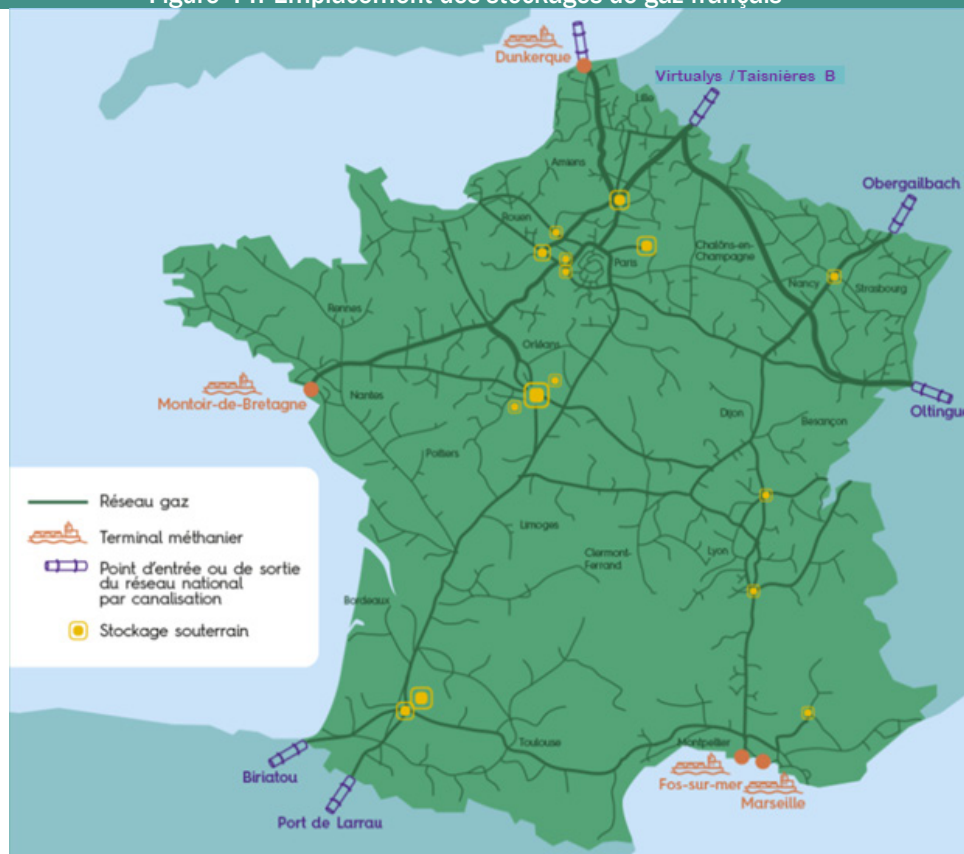 Figure 44: Emplacement des stockages de gaz français
Dunkerque
Virtualys / Taisnières B
Lille
Amiens
Obergailbach
Rouen
Chalôns-en-
Champagne
Paris
Nancy
Strasbourg
Rennes
Orléans
Montoir-de-Bretagne
Nantes
Oltingue
Dijon
Besançon
Poitiers
Réseau gaz
Terminal méthanier
Point d'entrée ou de sortie
du réseau national
par canalisation
Stockage souterrain
Limoges
Clermont-
Ferrand
Lyon
Bordeaux
Toulouse
Montpellier
Biriatou
Fos-sur-mer
Marseille
Port de Larrau